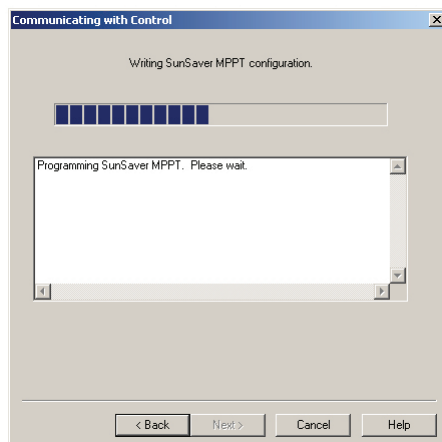 Communicating with Control
Writing SunSaver MPPT configuration.
Programming SunSaver MPPT. Please wait.
< Back Next > Cancel Help